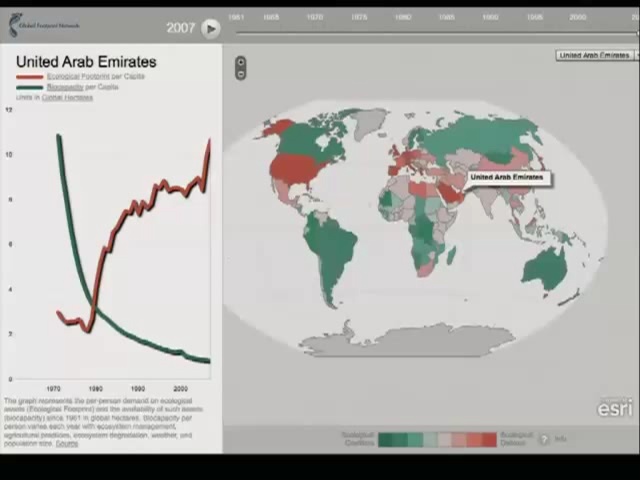 Global Footprint Network
2007
1961 1965 1970 1975 1980 1985 1990 1995 2000
United Arab Emirates
United Arab Emirates
Ecological Footprint per Capita
Biocapacity per Capita
Units in Global Hectares
12
10
8
6
4
2
0
1970 1980 1990 2000
United Arab Emirates
The graph represents the per-person demand on ecological
assets (Ecological Footprint) and the availability of such assets
(biocapacity) since 1961 in global hectares. Biocapacity per
person varies each year with ecosystem management,
agricultural practices, ecosystem degradation, weather, and
population size. Source
esri
Ecological
Creditors
Ecological
Debtors
? Info